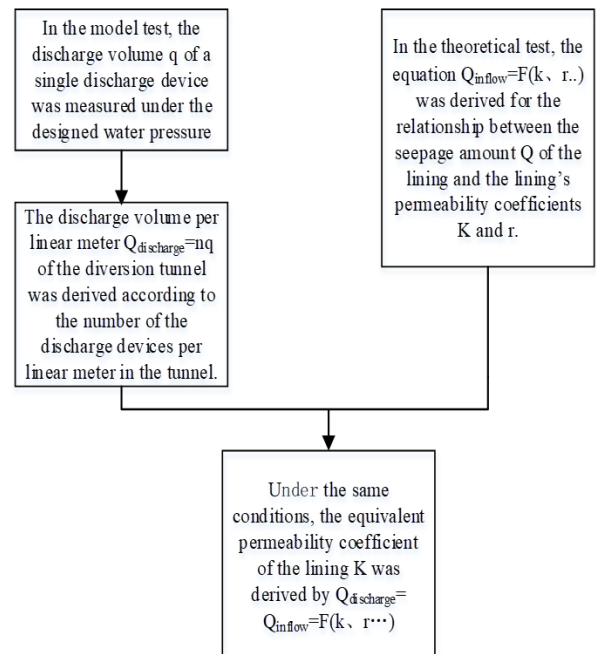 In the model test, the
discharge volume q of a
single discharge device
was measured under the
designed water pressure
The discharge volume per
linear meter Qdischarge=nq
of the diversion tunnel
was derived according to
the number of the
discharge devices per
linear meter in the tunnel.
In the theoretical test, the
equation Qinflow=F(k、r..)
was derived for the
relationship between the
seepage amount Q of the
lining and the lining’s
permeability coefficients
K and r.
Under the same
conditions, the equivalent
permeability coefficient
of the lining K was
derived by Qdischarge=
Qinflow=F(k、r⋯)